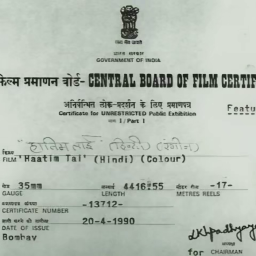 भारत सरकार
GOVERNMENT OF INDIA
फिल्म प्रमाणन बोर्ड- CENTRAL BOARD OF FILM CERTIF
अनिर्बन्धित लोक-प्रदर्शन के लिए प्रमाणपत्र
Certificate for UNRESTRICTED Public Exhibition
भाग I / Part I
Featu
हातिम ताई (हिन्दी) (रंगीन)
FILM 'Haatim Tai' (Hindi) (Colour)
35mm 4416.55 -17-
GAUGE LENGTH METRES REELS
-13712-
CERTIFICATE NUMBER
20-4-1990
DATE OF ISSUE
Bombay
for CHAIRMAN